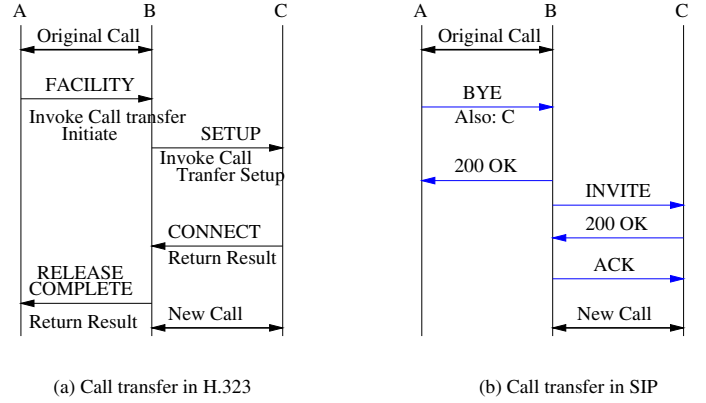 A B C
Original Call
FACILITY
Invoke Call transfer
Initiate
SETUP
Invoke Call
Tranfer Setup
CONNECT
Return Result
RELEASE
COMPLETE
Return Result
New Call
(a) Call transfer in H.323
A B C
Original Call
BYE
Also: C
200 OK
INVITE
200 OK
ACK
New Call
(b) Call transfer in SIP